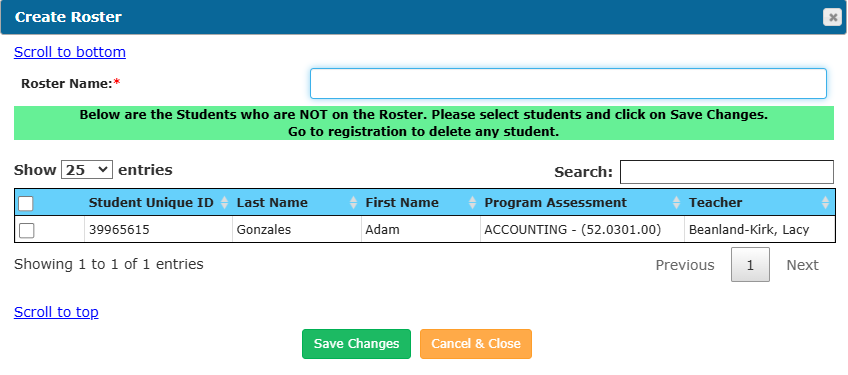 Create Roster
Scroll to bottom
Roster Name:*
Below are the Students who are NOT on the Roster. Please select students and click on Save Changes.
Go to registration to delete any student.
Show 25 entries Search:
Student Unique ID Last Name First Name Program Assessment Teacher
39965615 Gonzales Adam ACCOUNTING - (52.0301.00) Beanland-Kirk, Lacy
Showing 1 to 1 of 1 entries Previous 1 Next
Scroll to top
Save Changes Cancel & Close